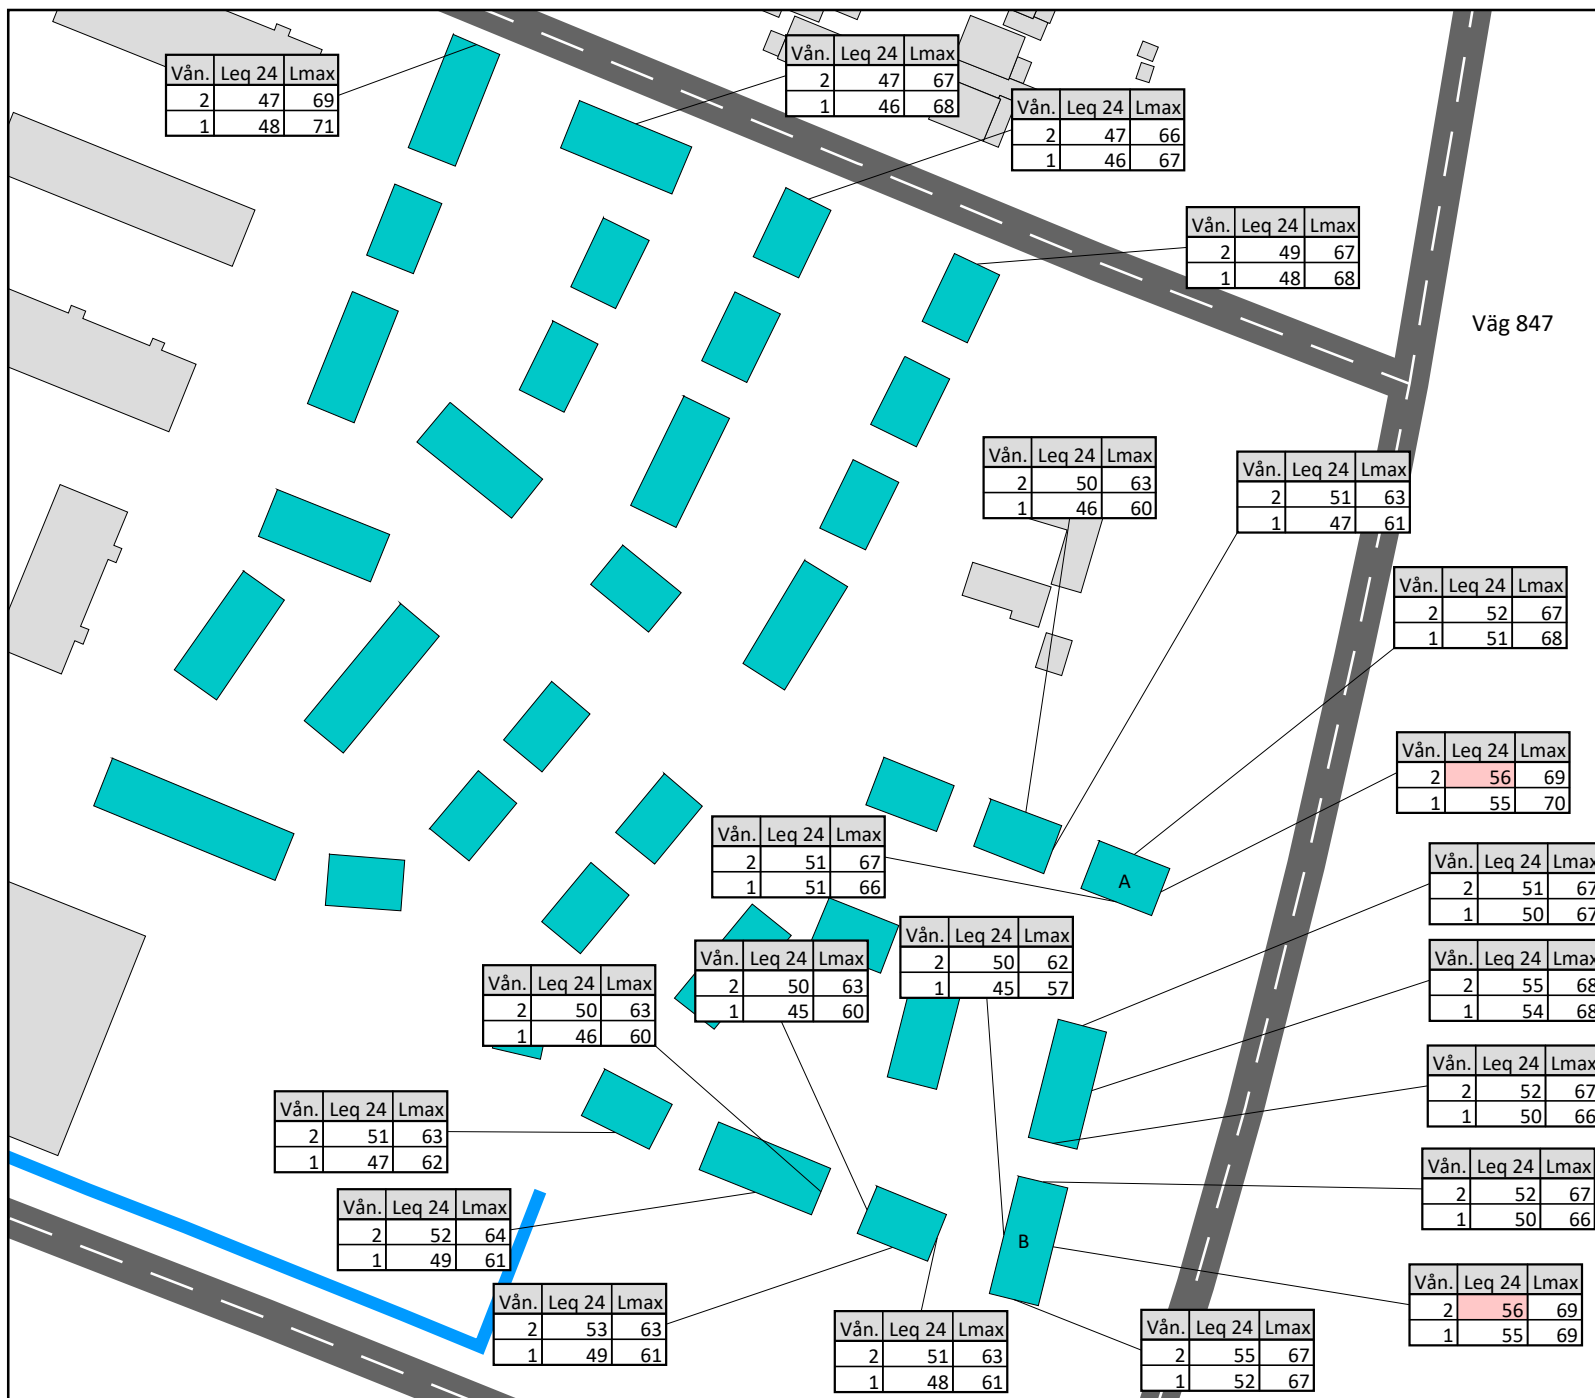 Vån. Leq 24 Lmax
2 47 69
1 48 71
Vån. Leq 24 Lmax
2 47 67
1 46 68
Vån. Leq 24 Lmax
2 47 66
1 46 67
Vån. Leq 24 Lmax
2 49 67
1 48 68
Väg 847
Vån. Leq 24 Lmax
2 50 63
1 46 60
Vån. Leq 24 Lmax
2 51 63
1 47 61
Vån. Leq 24 Lmax
2 52 67
1 51 68
Vån. Leq 24 Lmax
2 56 69
1 55 70
Vån. Leq 24 Lmax
2 51 67
1 51 66
A
Vån. Leq 24 Lmax
2 51 67
1 50 67
Vån. Leq 24 Lmax
2 50 62
1 45 57
Vån. Leq 24 Lmax
2 50 63
1 45 60
Vån. Leq 24 Lmax
2 55 68
1 54 68
Vån. Leq 24 Lmax
2 50 63
1 46 60
Vån. Leq 24 Lmax
2 52 67
1 50 66
Vån. Leq 24 Lmax
2 51 63
1 47 62
Vån. Leq 24 Lmax
2 52 67
1 50 66
Vån. Leq 24 Lmax
2 52 64
1 49 61
B
Vån. Leq 24 Lmax
2 56 69
1 55 69
Vån. Leq 24 Lmax
2 53 63
1 49 61
Vån. Leq 24 Lmax
2 51 63
1 48 61
Vån. Leq 24 Lmax
2 55 67
1 52 67